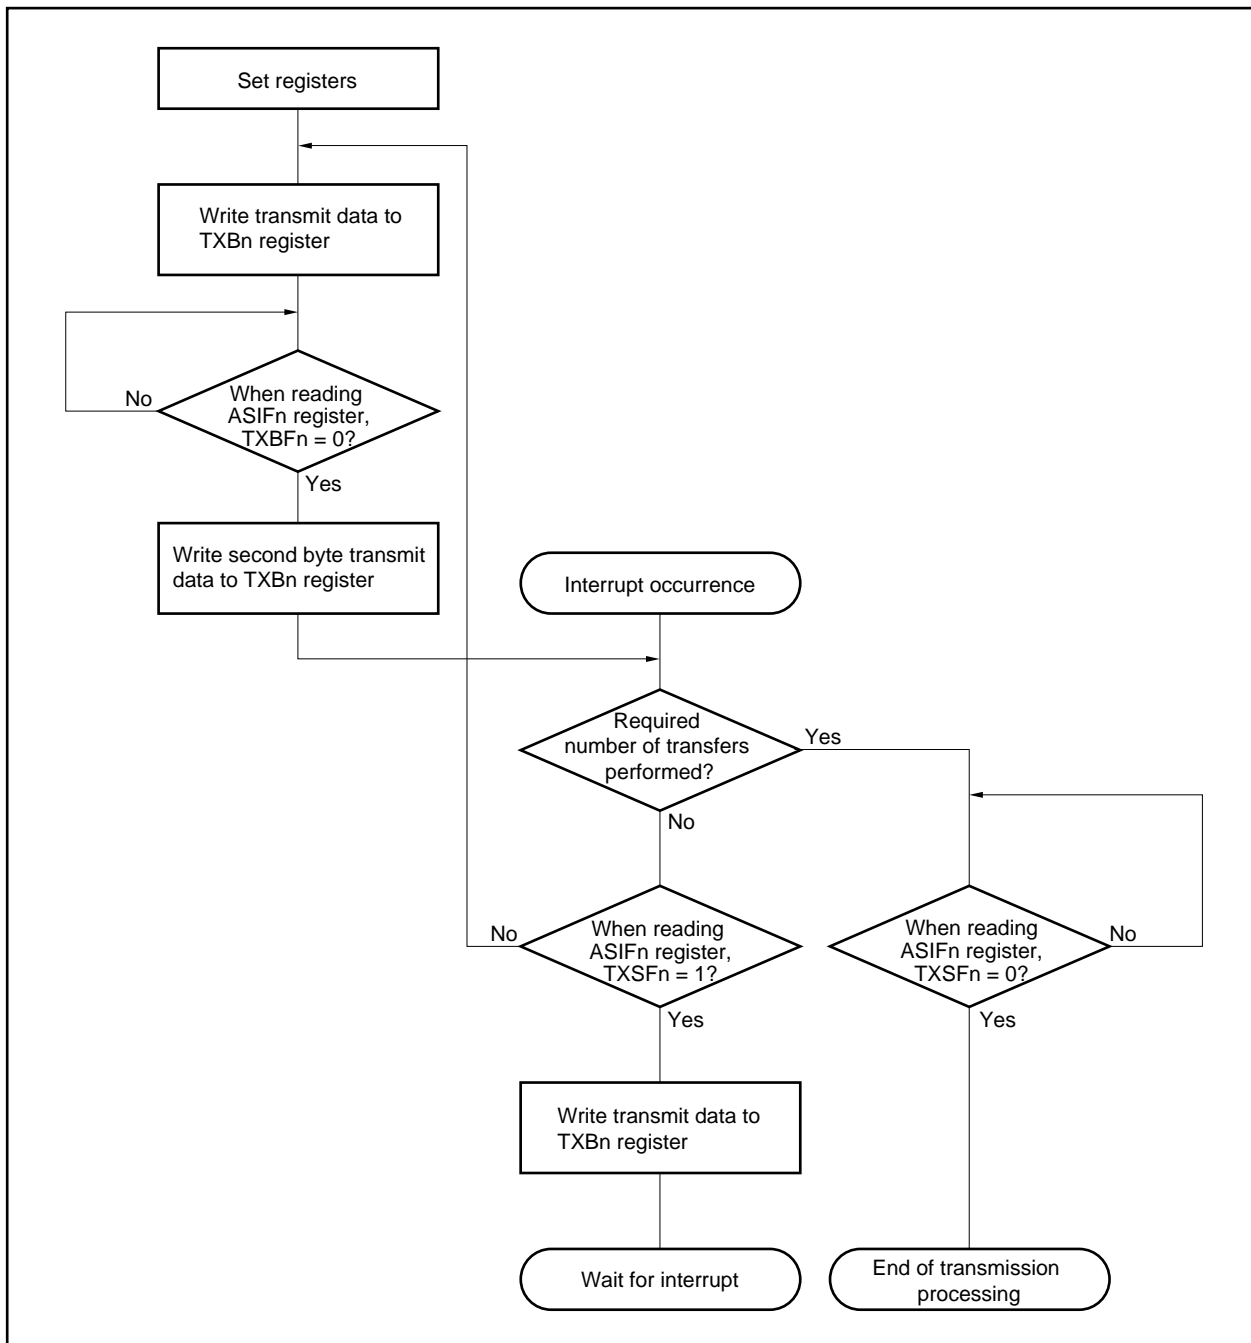 Set registers
Write transmit data to
TXBn register
No
When reading
ASIFn register,
TXBFn = 0?
Yes
Write second byte transmit
data to TXBn register
Interrupt occurrence
Required
number of transfers
performed?
Yes
No
No
When reading
ASIFn register,
TXSFn = 1?
Yes
When reading
ASIFn register,
TXSFn = 0?
No
Yes
Write transmit data to
TXBn register
Wait for interrupt
End of transmission
processing